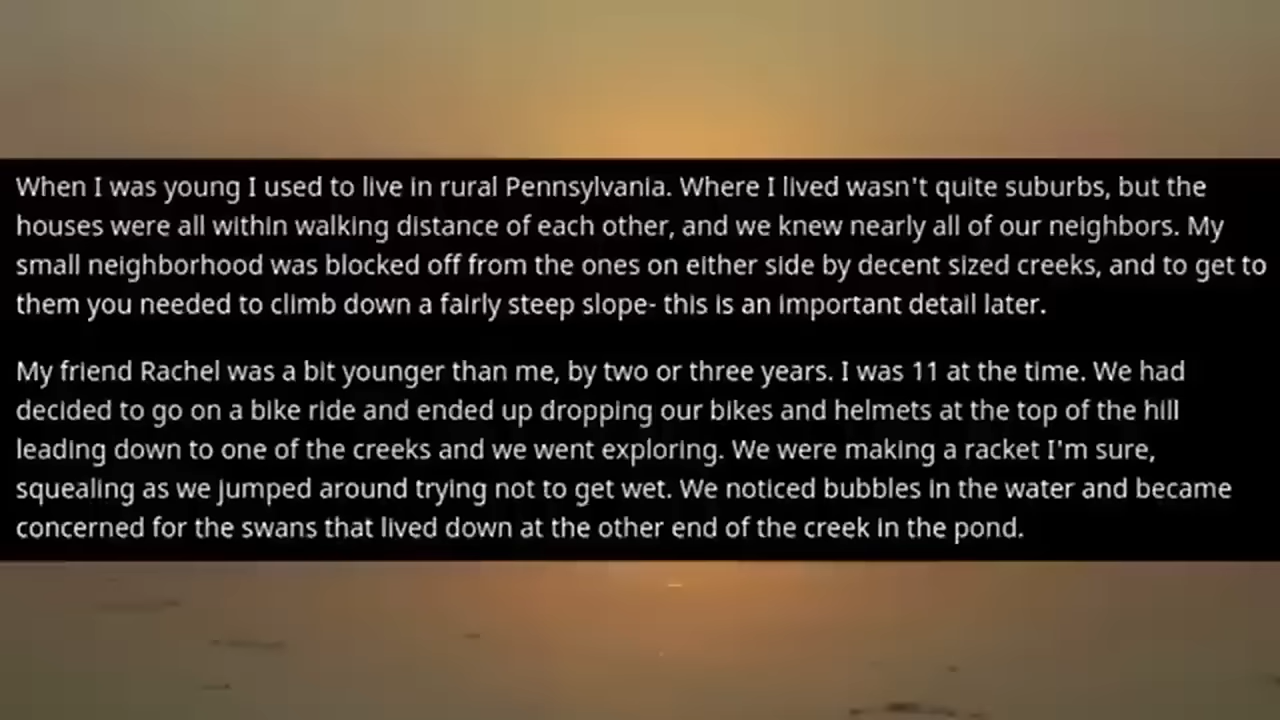 When I was young I used to live in rural Pennsylvania. Where I lived wasn't quite suburbs, but the
houses were all within walking distance of each other, and we knew nearly all of our neighbors. My
small neighborhood was blocked off from the ones on either side by decent sized creeks, and to get to
them you needed to climb down a fairly steep slope- this is an important detail later.
My friend Rachel was a bit younger than me, by two or three years. I was 11 at the time. We had
decided to go on a bike ride and ended up dropping our bikes and helmets at the top of the hill
leading down to one of the creeks and we went exploring. We were making a racket I'm sure,
squealing as we jumped around trying not to get wet. We noticed bubbles in the water and became
concerned for the swans that lived down at the other end of the creek in the pond.